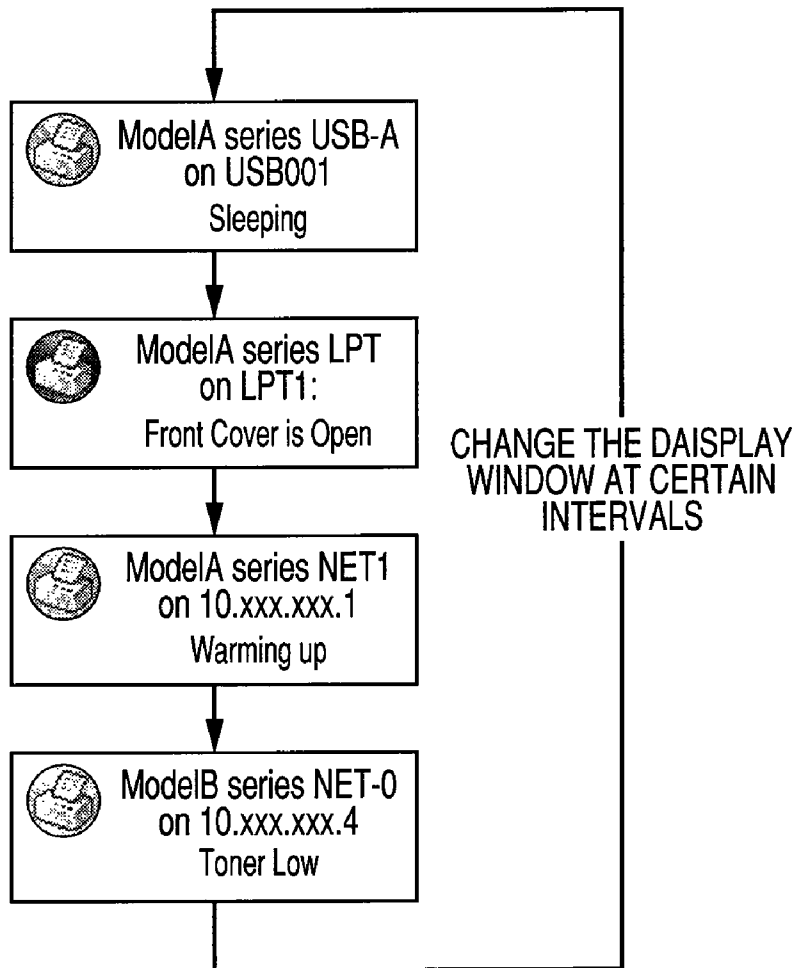 ModelA series USB-A
on USB001
Sleeping
ModelA series LPT
on LPT1:
Front Cover is Open
ModelA series NET1
on 10.xxx.xxx.1
Warming up
ModelB series NET-0
on 10.xxx.xxx.4
Toner Low
CHANGE THE DAISPLAY
WINDOW AT CERTAIN
INTERVALS